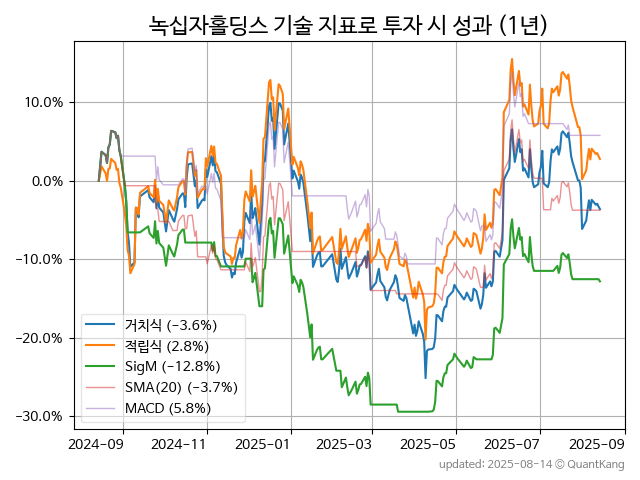 녹십자홀딩스 기술 지표로 투자 시 성과 (1년)
10.0%
0.0%
−10.0%
−20.0%
−30.0%
거치식 (−3.6%)
적립식 (2.8%)
SigM (−12.8%)
SMA(20) (−3.7%)
MACD (5.8%)
2024-09 2024-11 2025-01 2025-03 2025-05 2025-07 2025-09
updated: 2025-08-14 © QuantKang